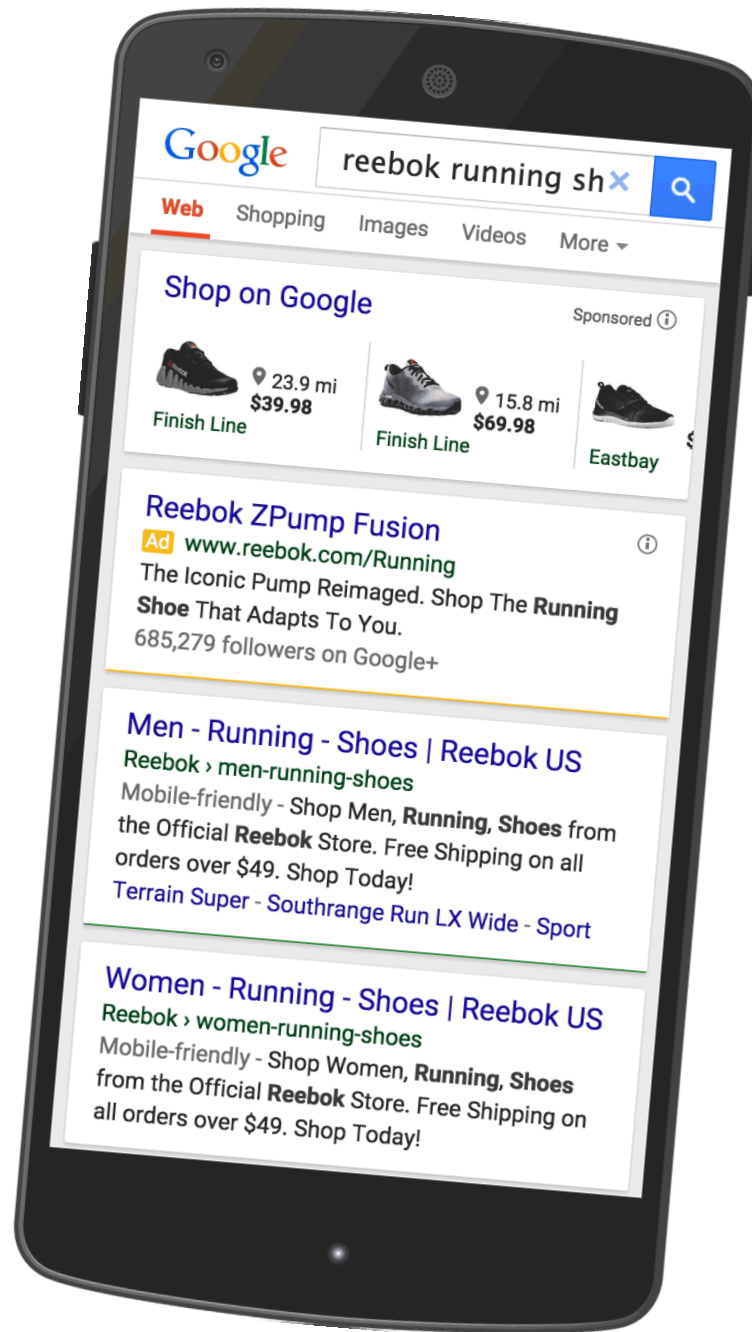 Google
reebok running sh
Web Shopping Images Videos More
Shop on Google
Sponsored
23.9 mi
$39.98
Finish Line
15.8 mi
$69.98
Finish Line
Eastbay
$
Reebok ZPump Fusion
Ad www.reebok.com/Running
The Iconic Pump Reimaged. Shop The Running
Shoe That Adapts To You.
685,279 followers on Google+
Men - Running - Shoes | Reebok US
Reebok › men-running-shoes
Mobile-friendly - Shop Men, Running, Shoes from
the Official Reebok Store. Free Shipping on all
orders over $49. Shop Today!
Terrain Super - Southrange Run LX Wide - Sport
Women - Running - Shoes | Reebok US
Reebok › women-running-shoes
Mobile-friendly - Shop Women, Running, Shoes
from the Official Reebok Store. Free Shipping on
all orders over $49. Shop Today!